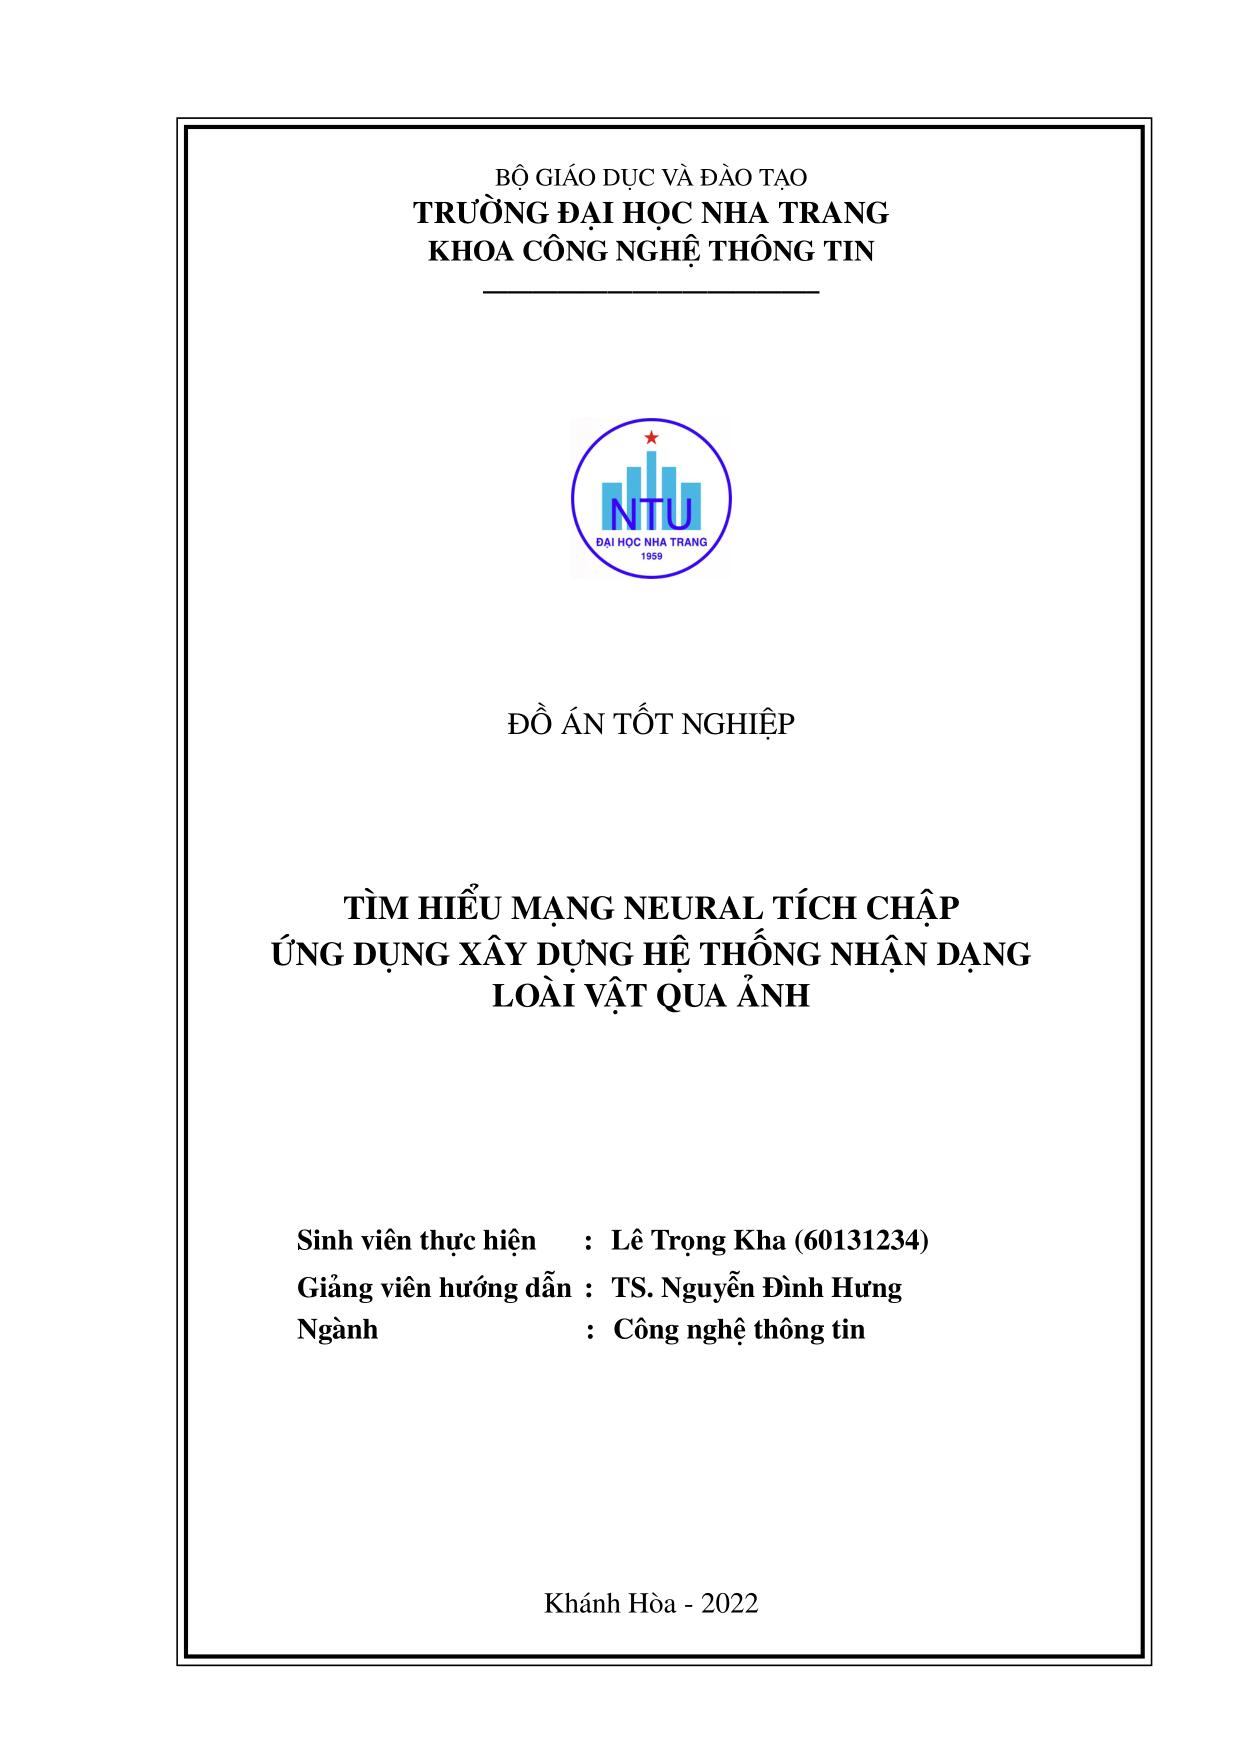 BỘ GIÁO DỤC VÀ ĐÀO TẠO
TRƯỜNG ĐẠI HỌC NHA TRANG
KHOA CÔNG NGHỆ THÔNG TIN
NTU
ĐẠI HỌC NHA TRANG
1959
ĐỒ ÁN TỐT NGHIỆP
TÌM HIỂU MẠNG NEURAL TÍCH CHẬP
ỨNG DỤNG XÂY DỰNG HỆ THỐNG NHẬN DẠNG
LOÀI VẬT QUA ẢNH
Sinh viên thực hiện : Lê Trọng Kha (60131234)
Giảng viên hướng dẫn : TS. Nguyễn Đình Hưng
Ngành : Công nghệ thông tin
Khánh Hòa - 2022